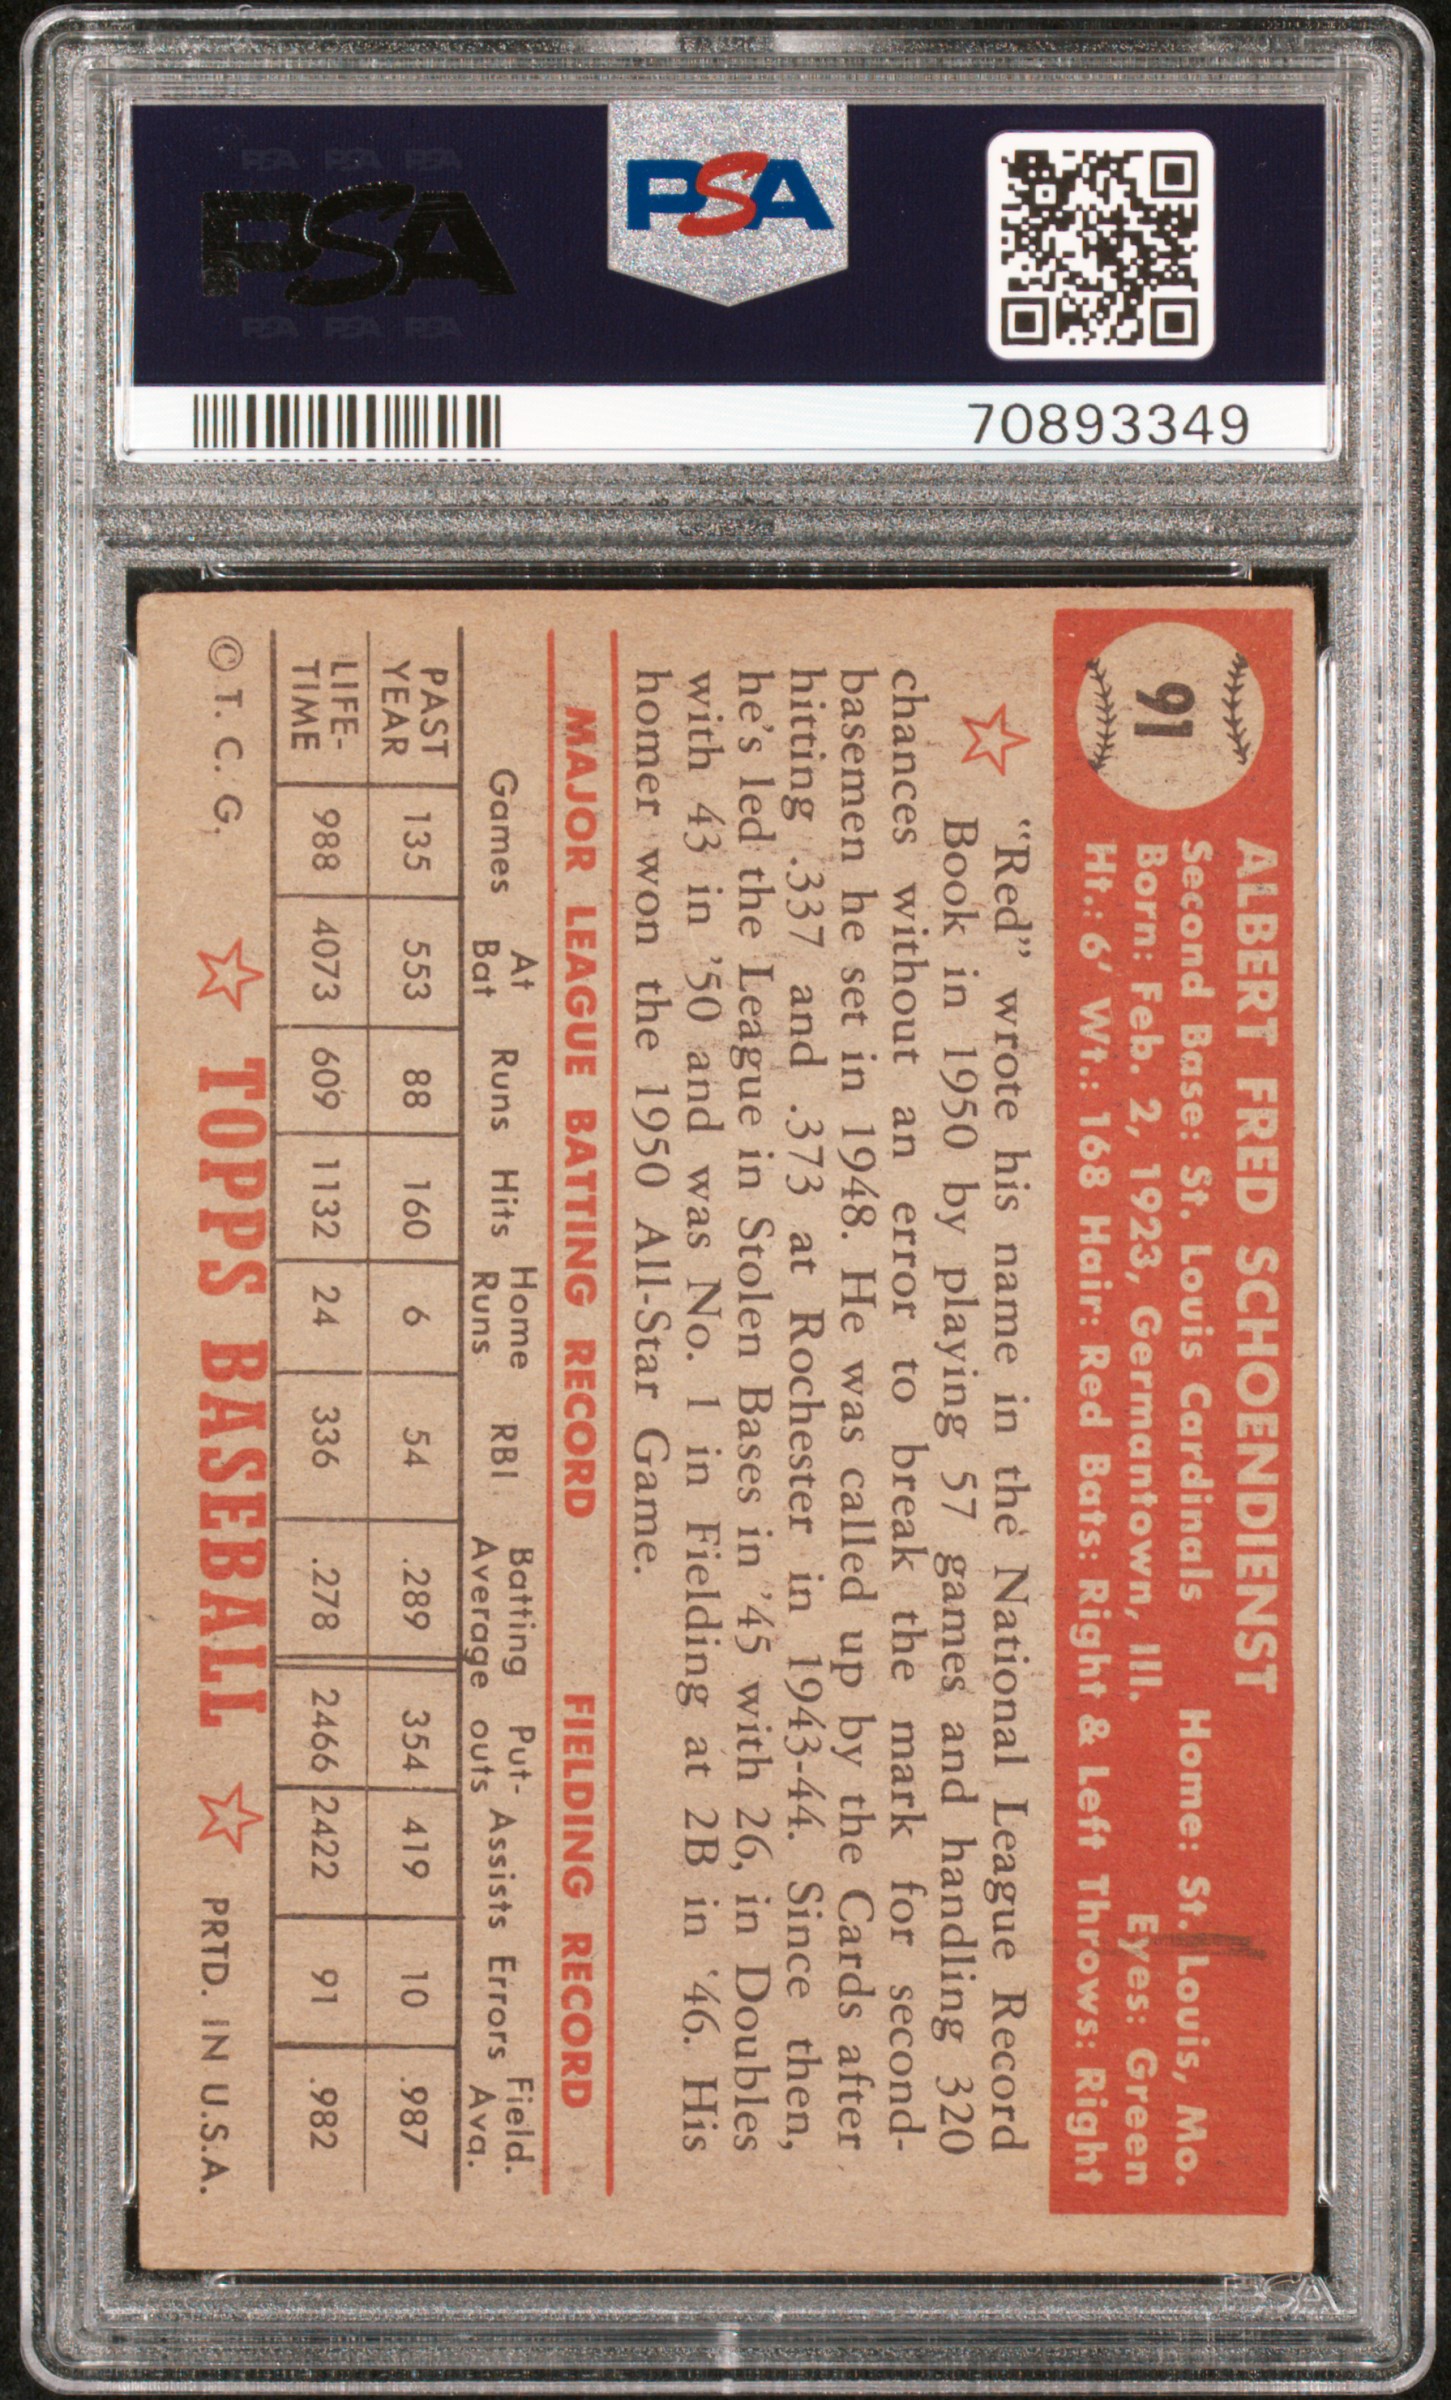 PSA PSA PSA
PSA
PSA PSA PSA
PSA
70893349
91
ALBERT FRED SCHOENDIENST
Second Base: St. Louis Cardinals Home: St. Louis, Mo.
Born: Feb. 2, 1923, Germantown, Ill. Eyes: Green
Ht.: 6' Wt.: 168 Hair: Red Bats: Right & Left Throws: Right
"Red" wrote his name in the National League Record
Book in 1950 by playing 57 games and handling 320
chances without an error to break the mark for second-
basemen he set in 1948. He was called up by the Cards after
hitting .337 and .373 at Rochester in 1943-44. Since then,
he's led the League in Stolen Bases in '45 with 26, in Doubles
with 43 in '50 and was No. 1 in Fielding at 2B in '46. His
homer won the 1950 All-Star Game.
MAJOR LEAGUE BATTING RECORD FIELDING RECORD
Games At Bat Runs Hits Home Runs RBI Batting Average Put-outs Assists Errors Field. Avg.
PAST YEAR 135 553 88 160 6 54 .289 354 419 10 .987
LIFE-TIME 988 4073 609 1132 24 336 .278 2466 2422 91 .982
© T. C. G. TOPPS BASEBALL PRTD. IN U.S.A.
PSA